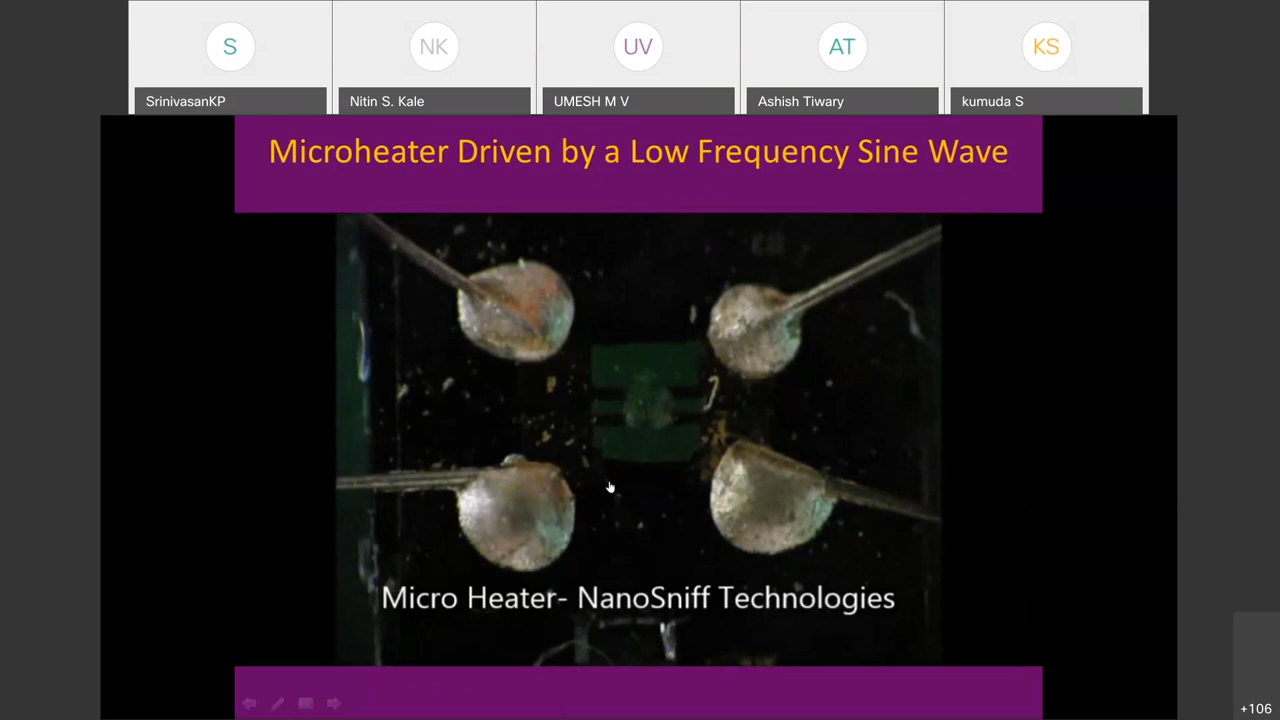 S
NK
UV
AT
KS
SrinivasanKP
Nitin S. Kale
UMESH M V
Ashish Tiwary
kumuda S
Microheater Driven by a Low Frequency Sine Wave
Micro Heater- NanoSniff Technologies
+106